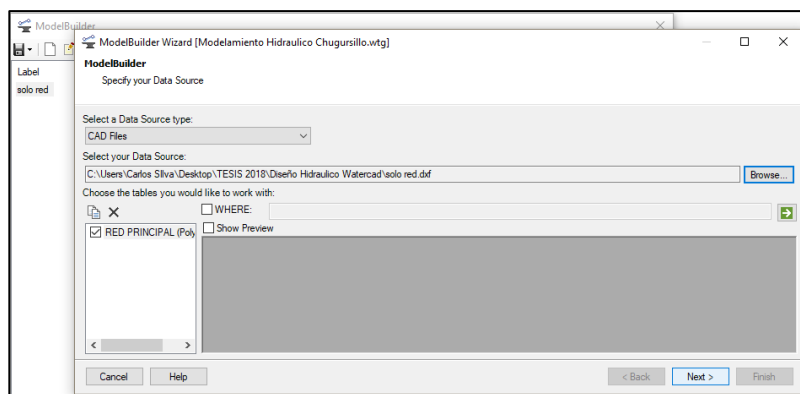 ModelBuilder
Label
solo red
ModelBuilder Wizard [Modelamiento Hidraulico Chugursillo.wtg]
ModelBuilder
Specify your Data Source
Select a Data Source type:
CAD Files
Select your Data Source:
C:\Users\Carlos SIlva\Desktop\TESIS 2018\Diseño Hidraulico Watercad\solo red.dxf
Browse...
Choose the tables you would like to work with:
WHERE:
RED PRINCIPAL (Poly
Show Preview
Cancel
Help
< Back
Next >
Finish